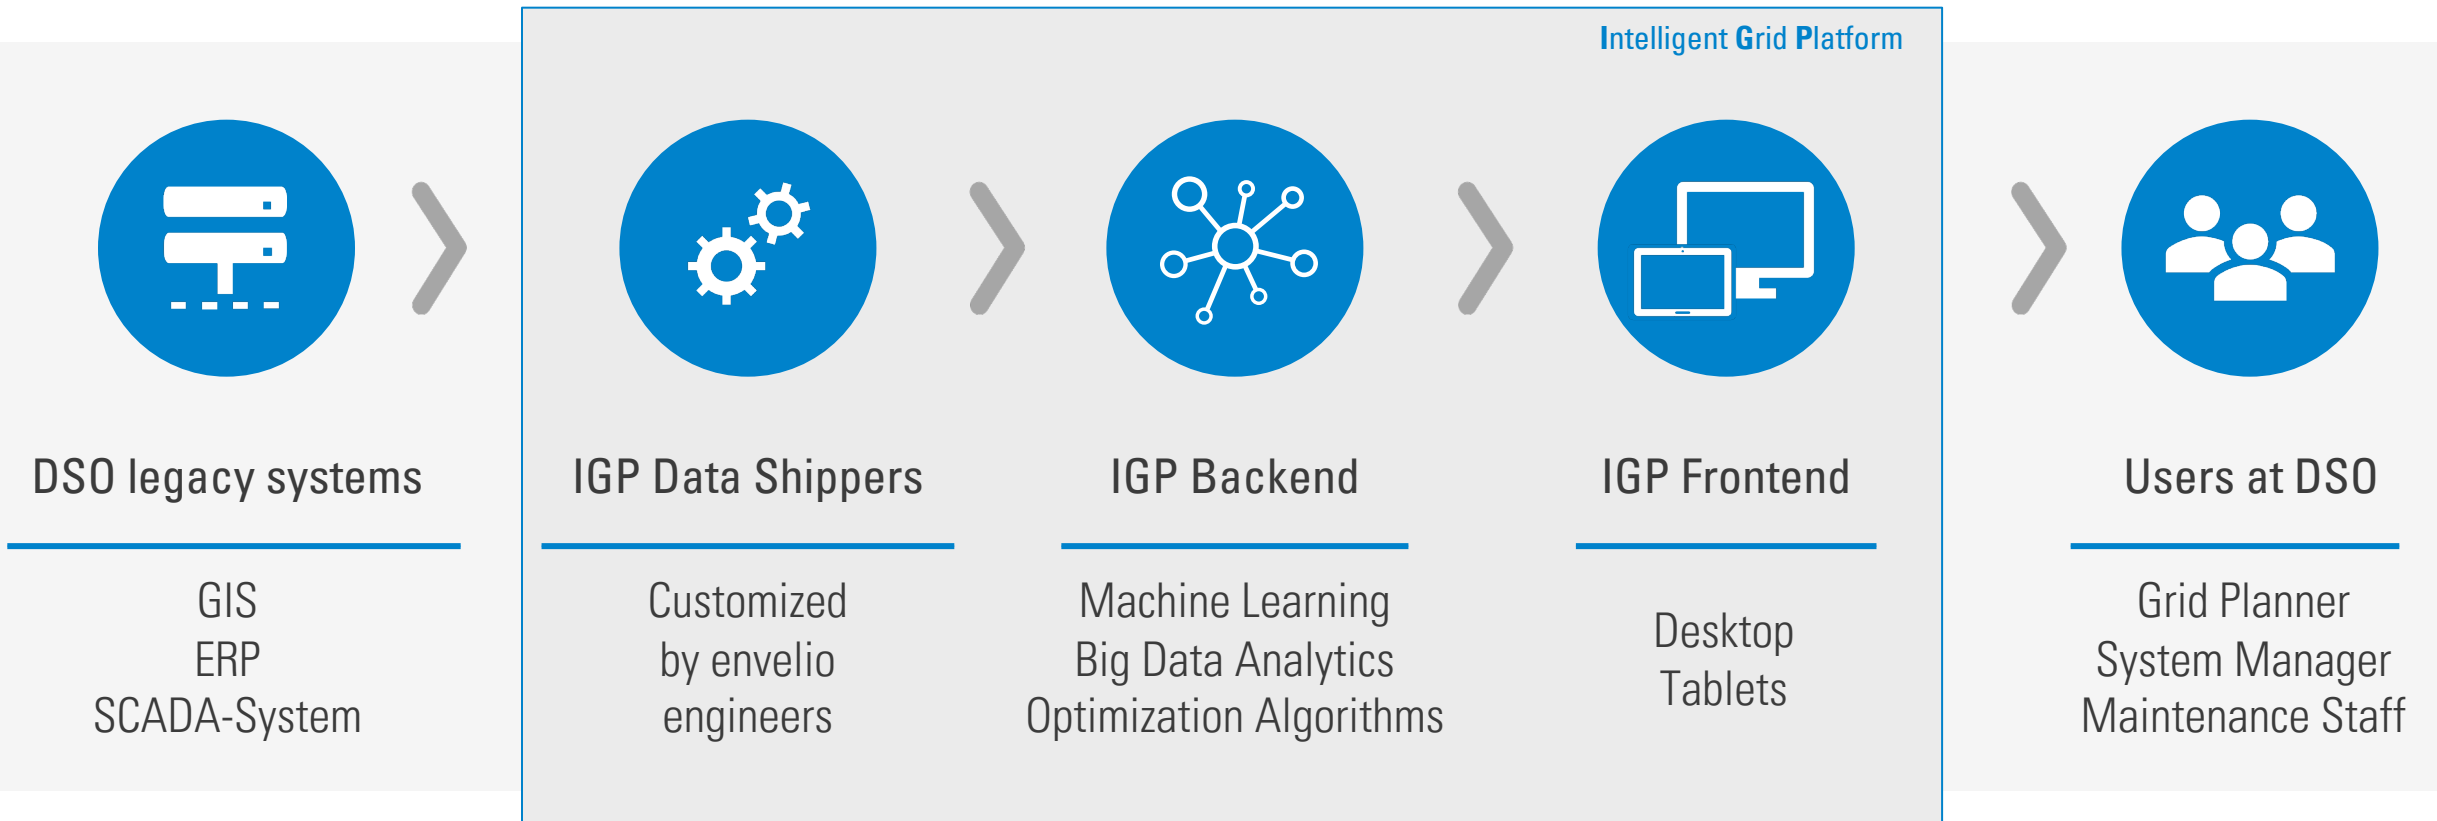 Intelligent Grid Platform
DSO legacy systems
GIS
ERP
SCADA-System
IGP Data Shippers
Customized
by envelio
engineers
IGP Backend
Machine Learning
Big Data Analytics
Optimization Algorithms
IGP Frontend
Desktop
Tablets
Users at DSO
Grid Planner
System Manager
Maintenance Staff